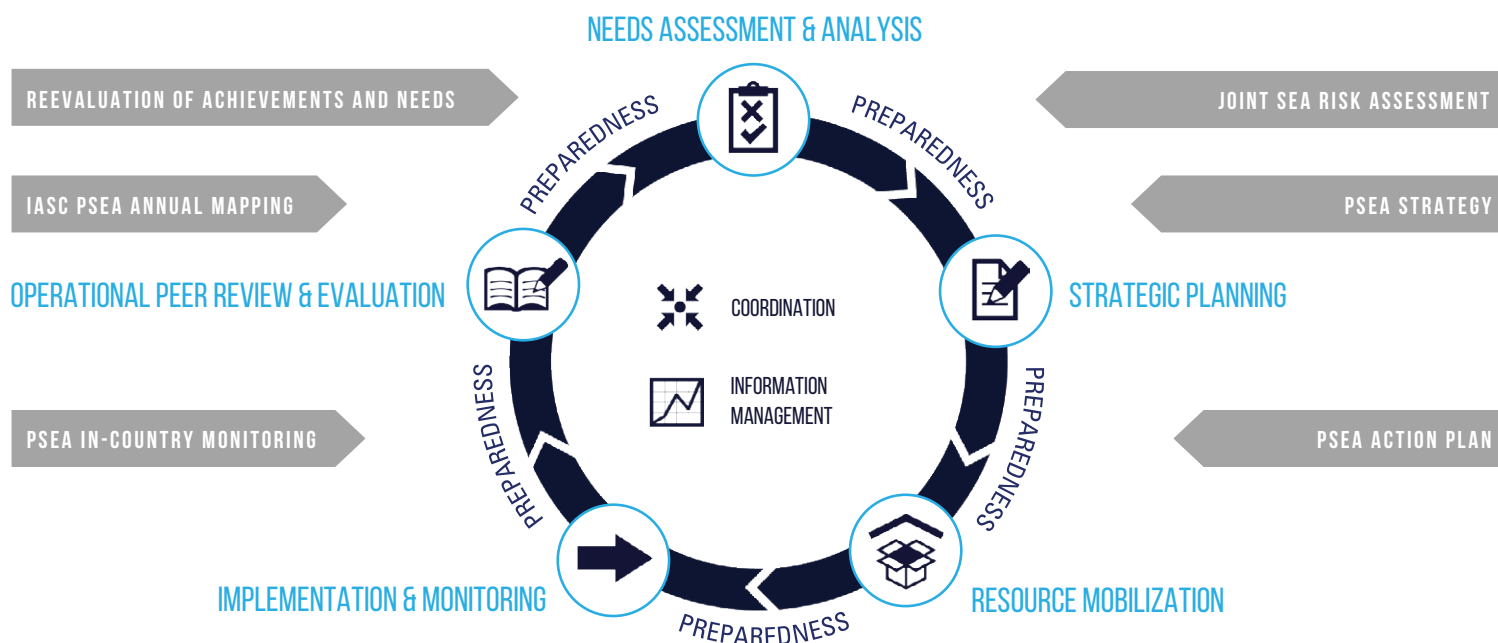 NEEDS ASSESSMENT & ANALYSIS
REEVALUATION OF ACHIEVEMENTS AND NEEDS
JOINT SEA RISK ASSESSMENT
PREPAREDNESS
PREPAREDNESS
IASC PSEA ANNUAL MAPPING
PSEA STRATEGY
OPERATIONAL PEER REVIEW & EVALUATION
STRATEGIC PLANNING
COORDINATION
INFORMATION
MANAGEMENT
PREPAREDNESS
PREPAREDNESS
PSEA IN-COUNTRY MONITORING
PSEA ACTION PLAN
IMPLEMENTATION & MONITORING
RESOURCE MOBILIZATION
PREPAREDNESS